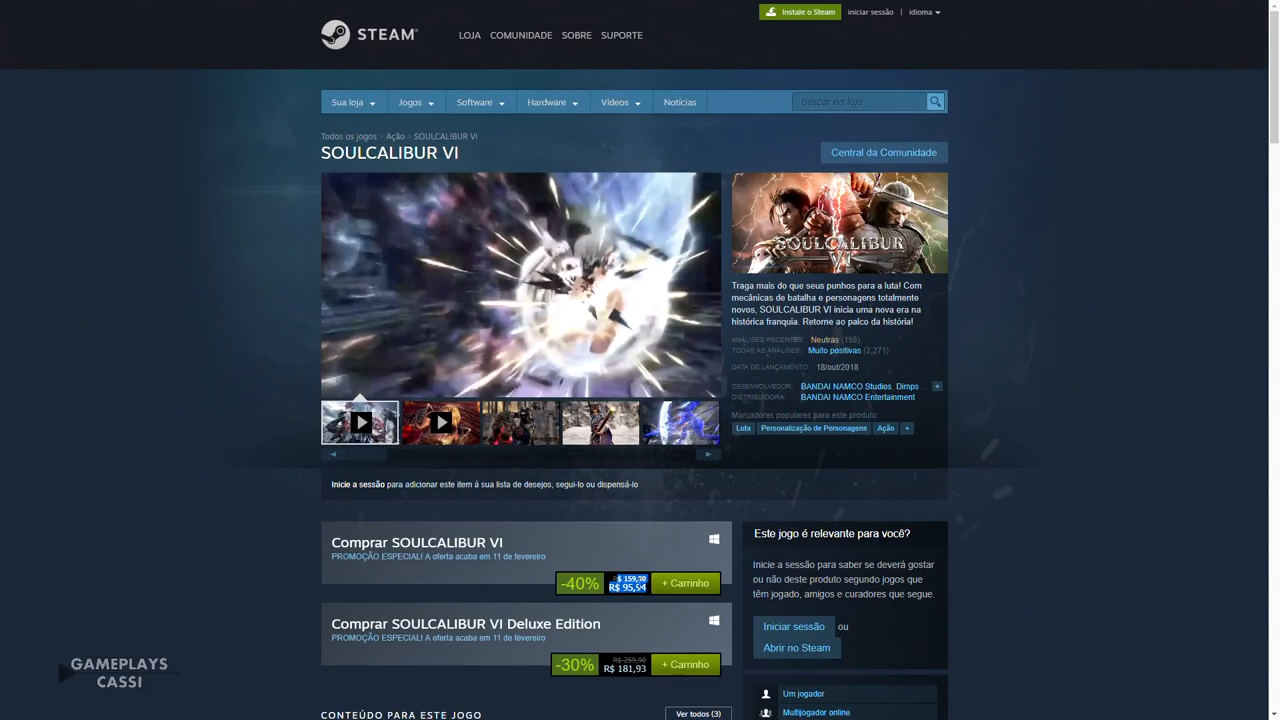 Instale o Steam
iniciar sessão | idioma
STEAM®
LOJA COMUNIDADE SOBRE SUPORTE
Sua loja Jogos Software Hardware Vídeos Notícias
buscar na loja
Todos os jogos > Ação > SOULCALIBUR VI
SOULCALIBUR VI
Central da Comunidade
SOULCALIBUR
VI
Traga mais do que seus punhos para a luta! Com
mecânicas de batalha e personagens totalmente
novos, SOULCALIBUR VI inicia uma nova era na
histórica franquia. Retorne ao palco da história!
ANÁLISES RECENTES: Neutras (158)
TODAS AS ANÁLISES: Muito positivas (2,271)
DATA DE LANÇAMENTO: 18/out/2018
DESENVOLVEDOR: BANDAI NAMCO Studios, Dimps +
DISTRIBUIDORA: BANDAI NAMCO Entertainment
Marcadores populares para este produto:
Luta Personalização de Personagens Ação +
Inicie a sessão para adicionar este item à sua lista de desejos, segui-lo ou dispensá-lo
Comprar SOULCALIBUR VI
PROMOÇÃO ESPECIAL! A oferta acaba em 11 de fevereiro
-40% R$ 159,90 R$ 95,94 + Carrinho
Comprar SOULCALIBUR VI Deluxe Edition
PROMOÇÃO ESPECIAL! A oferta acaba em 11 de fevereiro
-30% R$ 259,90 R$ 181,93 + Carrinho
CONTEÚDO PARA ESTE JOGO
Ver todos (3)
Este jogo é relevante para você?
Inicie a sessão para saber se deverá gostar
ou não deste produto segundo jogos que
têm jogado, amigos e curadores que segue.
Iniciar sessão ou
Abrir no Steam
Um jogador
Multijogador online
GAMEPLAYS
CASSI